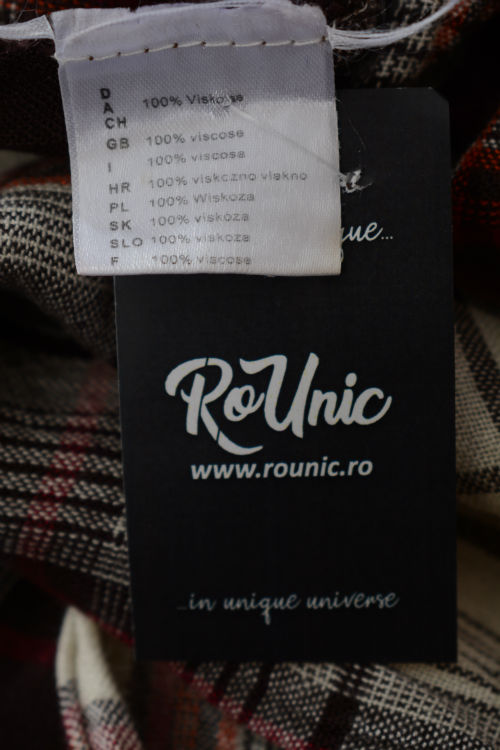 D
A 100% Viskose
CH
GB 100% viscose
I 100% viscosa
HR 100% viskozno vlakno
PL 100% Wiskoza
SK 100% viskoza
SLO 100% viskoza
F 100% viscose
RoUnic
www.rounic.ro
...in unique universe